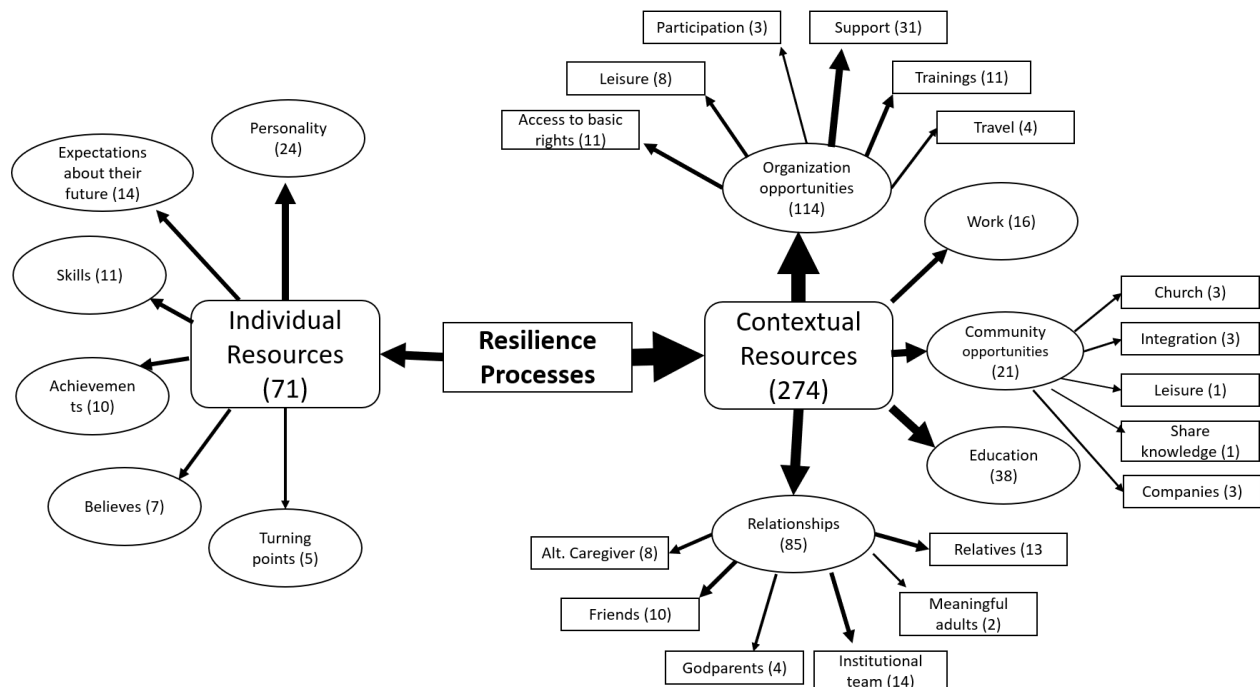 Participation (3)
Support (31)
Leisure (8)
Trainings (11)
Access to basic
rights (11)
Travel (4)
Organization
opportunities
(114)
Personality
(24)
Expectations
about their
future (14)
Skills (11)
Achievemen
ts (10)
Believes (7)
Turning
points (5)
Individual
Resources
(71)
Resilience
Processes
Contextual
Resources
(274)
Work (16)
Community
opportunities
(21)
Church (3)
Integration (3)
Leisure (1)
Share
knowledge (1)
Companies (3)
Education
(38)
Relationships
(85)
Alt. Caregiver (8)
Friends (10)
Godparents (4)
Institutional
team (14)
Meaningful
adults (2)
Relatives (13